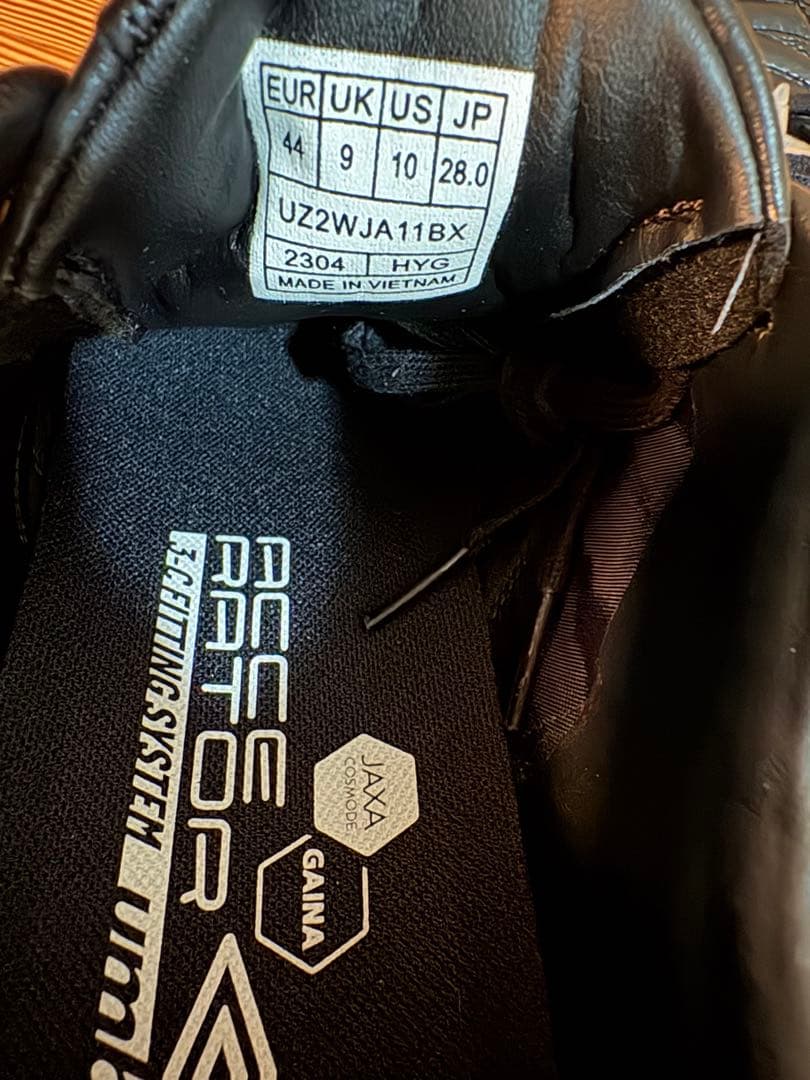 EUR UK US JP
44 9 10 28.0
UZ2WJA11BX
2304 HYG
MADE IN VIETNAM
ACCE
RATOR
3-C FITTING SYSTEM
JAXA
COSMODE
GAINA